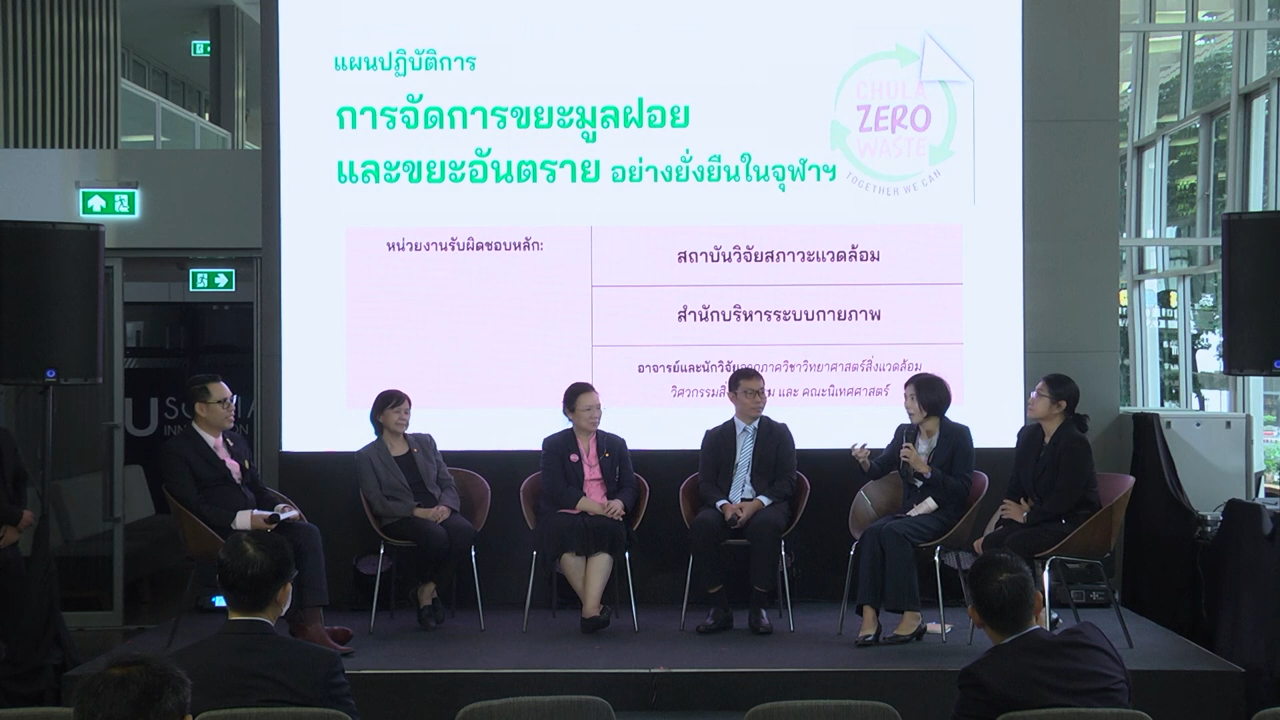 แผนปฏิบัติการ
การจัดการขยะมูลฝอย
และขยะอันตราย อย่างยั่งยืนในจุฬาฯ
CHULA
ZERO
WASTE
TOGETHER WE CAN
หน่วยงานรับผิดชอบหลัก:
สถาบันวิจัยสภาวะแวดล้อม
สำนักบริหารระบบกายภาพ
อาจารย์และนักวิจัยจากภาควิชาวิทยาศาสตร์สิ่งแวดล้อม
และ คณะนิเทศศาสตร์